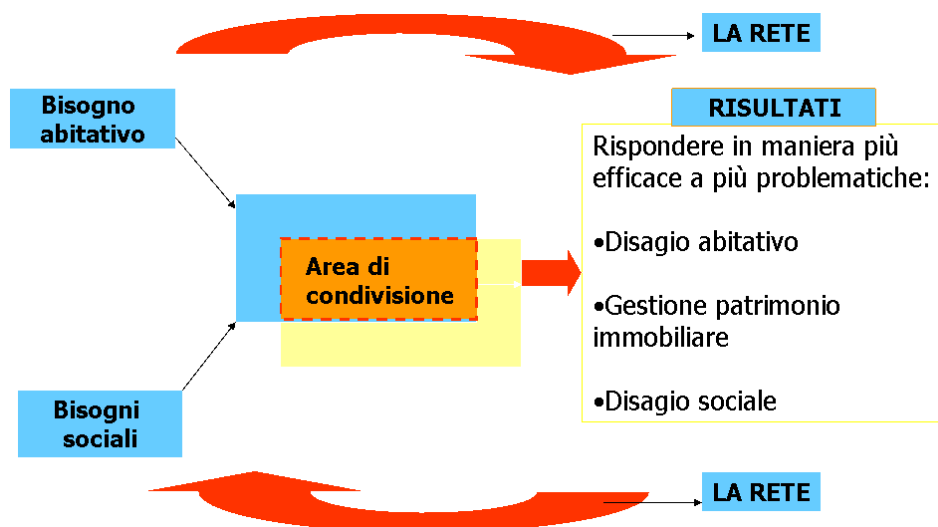 LA RETE
Bisogno
abitativo
RISULTATI
Rispondere in maniera più
efficace a più problematiche:
•Disagio abitativo
•Gestione patrimonio
immobiliare
•Disagio sociale
Area di
condivisione
Bisogni
sociali
LA RETE